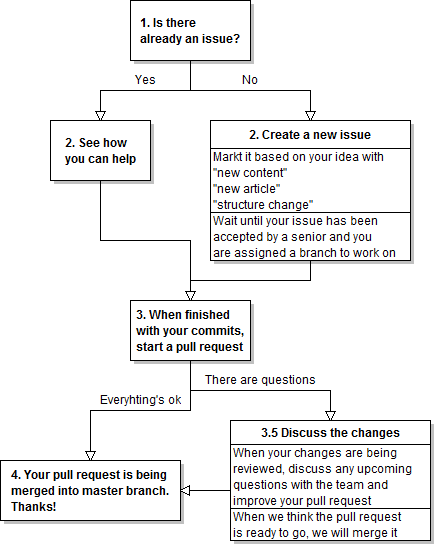 1. Is there
already an issue?
Yes
No
2. See how
you can help
2. Create a new issue
Markt it based on your idea with
"new content"
"new article"
"structure change"
Wait until your issue has been
accepted by a senior and you
are assigned a branch to work on
3. When finished
with your commits,
start a pull request
There are questions
Everyhting's ok
3.5 Discuss the changes
When your changes are being
reviewed, discuss any upcoming
questions with the team and
improve your pull request
When we think the pull request
is ready to go, we will merge it
4. Your pull request is being
merged into master branch.
Thanks!